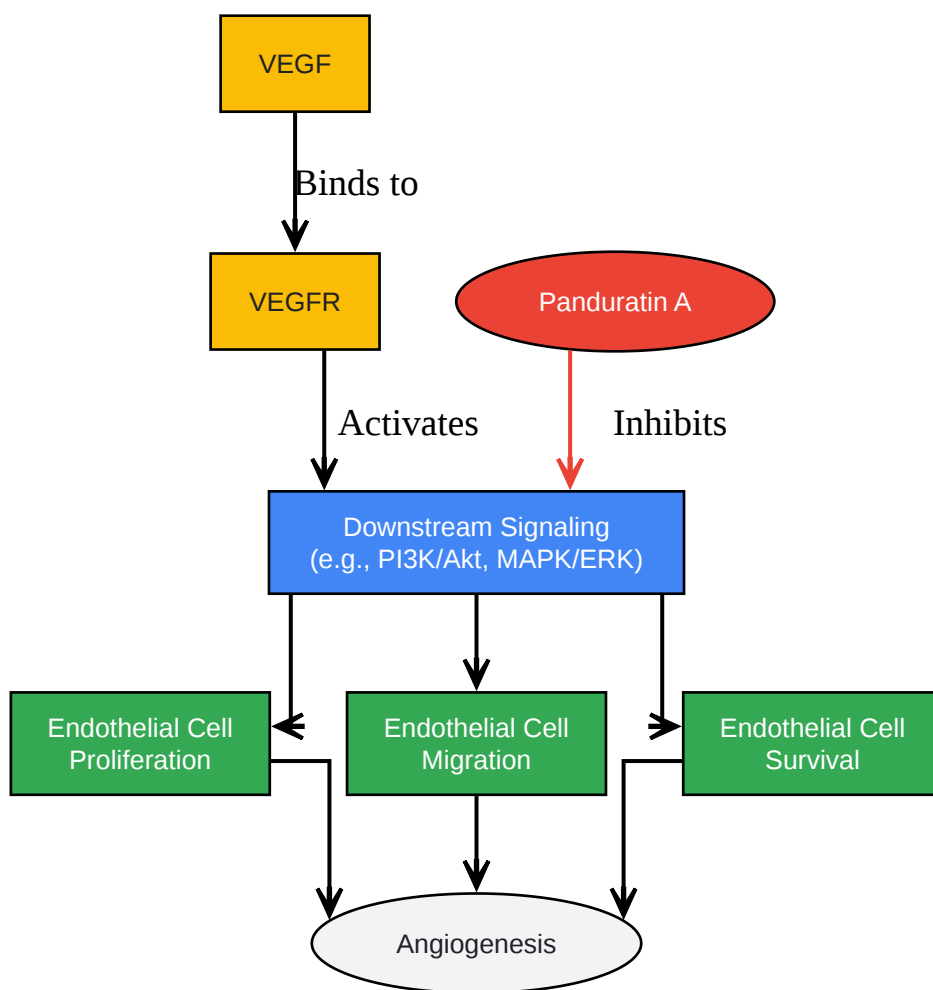 VEGF
Binds to
VEGFR
Panduratin A
Activates
Inhibits
Downstream Signaling
(e.g., PI3K/Akt, MAPK/ERK)
Endothelial Cell
Proliferation
Endothelial Cell
Migration
Endothelial Cell
Survival
Angiogenesis